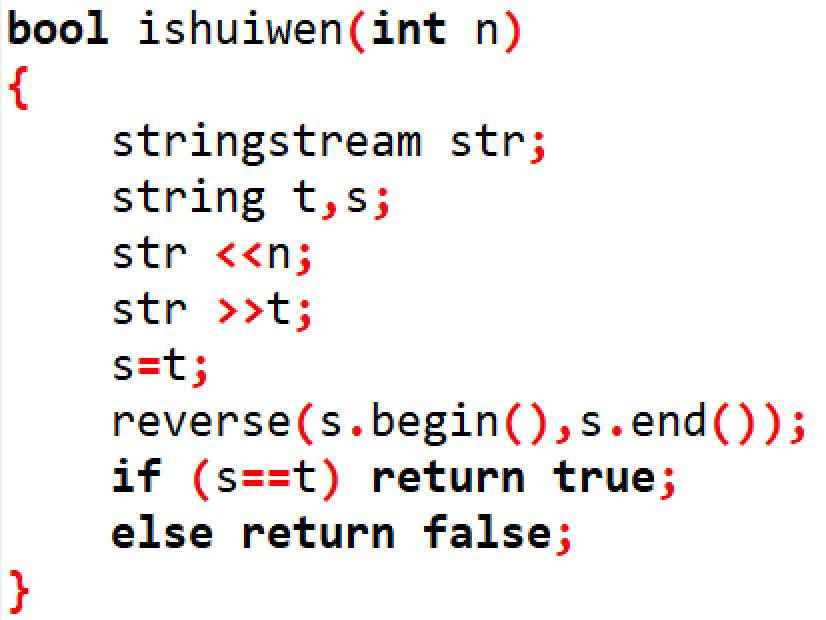 bool ishuiwen(int n)
{
    stringstream str;
    string t,s;
    str <<n;
    str >>t;
    s=t;
    reverse(s.begin(),s.end());
    if (s==t) return true;
    else return false;
}